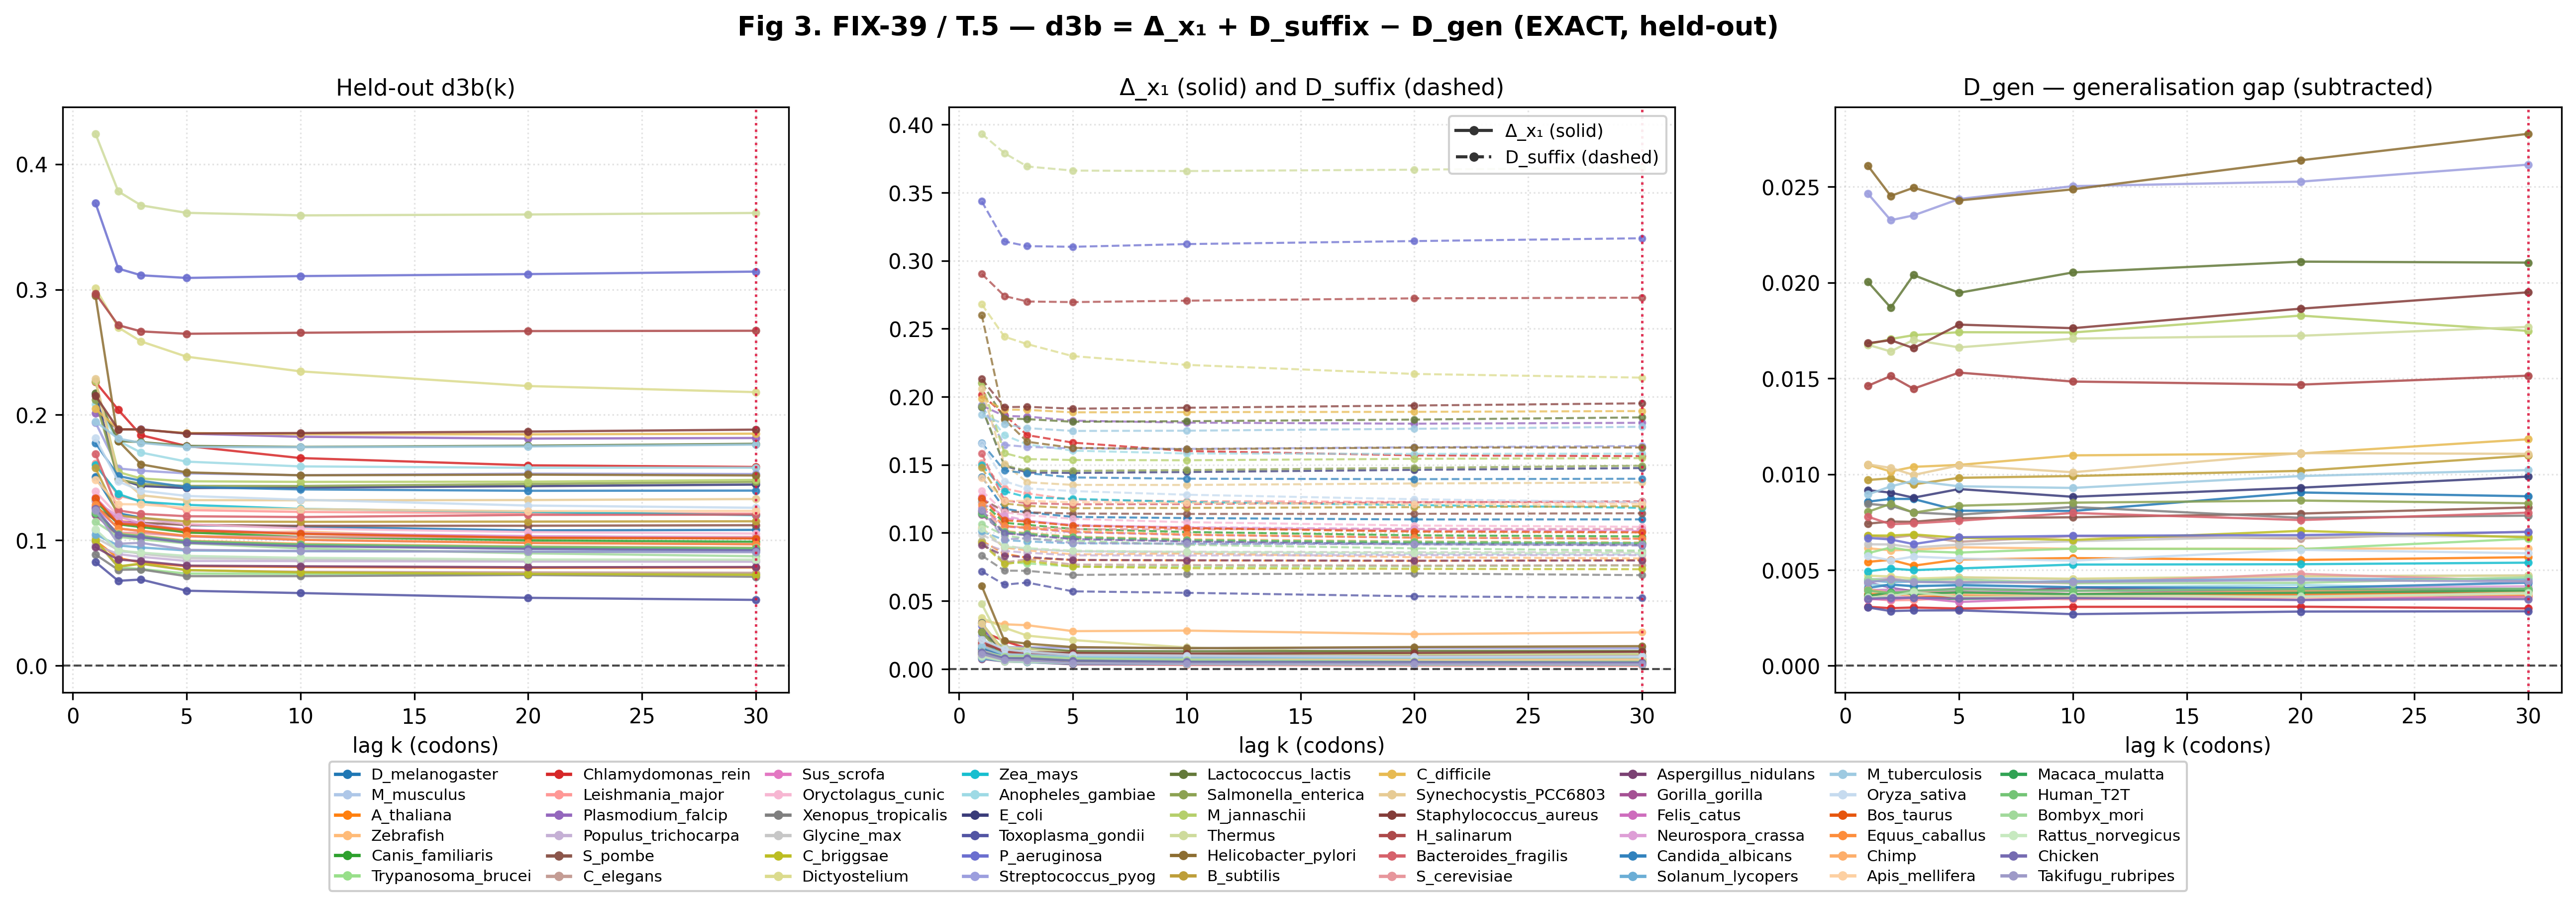 Fig 3. FIX-39 / T.5 — d3b = Δ_x₁ + D_suffix − D_gen (EXACT, held-out)
Held-out d3b(k)
0.4
0.3
0.2
0.1
0.0
0 5 10 15 20 25 30
lag k (codons)
Δ_x₁ (solid) and D_suffix (dashed)
Δ_x₁ (solid)
D_suffix (dashed)
0.40
0.35
0.30
0.25
0.20
0.15
0.10
0.05
0.00
0 5 10 15 20 25 30
lag k (codons)
D_gen — generalisation gap (subtracted)
0.025
0.020
0.015
0.010
0.005
0.000
0 5 10 15 20 25 30
lag k (codons)
D_melanogaster
M_musculus
A_thaliana
Zebrafish
Canis_familiaris
Trypanosoma_brucei
Chlamydomonas_rein
Leishmania_major
Plasmodium_falcip
Populus_trichocarpa
S_pombe
C_elegans
Sus_scrofa
Oryctolagus_cunic
Xenopus_tropicalis
Glycine_max
C_briggsae
Dictyostelium
Zea_mays
Anopheles_gambiae
E_coli
Toxoplasma_gondii
P_aeruginosa
Streptococcus_pyog
Lactococcus_lactis
Salmonella_enterica
M_jannaschii
Thermus
Helicobacter_pylori
B_subtilis
C_difficile
Synechocystis_PCC6803
Staphylococcus_aureus
H_salinarum
Bacteroides_fragilis
S_cerevisiae
Aspergillus_nidulans
Gorilla_gorilla
Felis_catus
Neurospora_crassa
Candida_albicans
Solanum_lycopers
M_tuberculosis
Oryza_sativa
Bos_taurus
Equus_caballus
Chimp
Apis_mellifera
Macaca_mulatta
Human_T2T
Bombyx_mori
Rattus_norvegicus
Chicken
Takifugu_rubripes